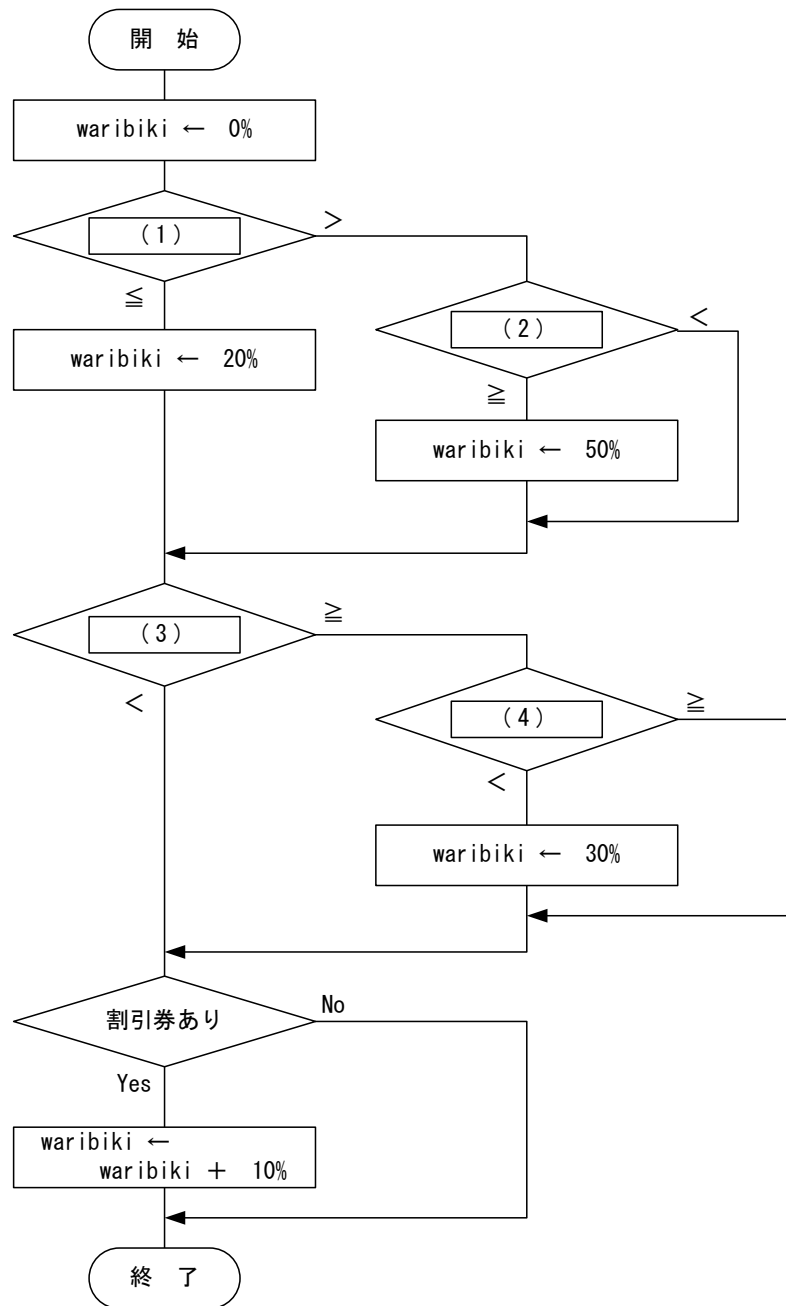 開 始
waribiki ← 0%
(1)
>
≦
waribiki ← 20%
(2)
<
≧
waribiki ← 50%
(3)
≧
<
(4)
≧
<
waribiki ← 30%
割引券あり
No
Yes
waribiki ←
waribiki + 10%
終 了